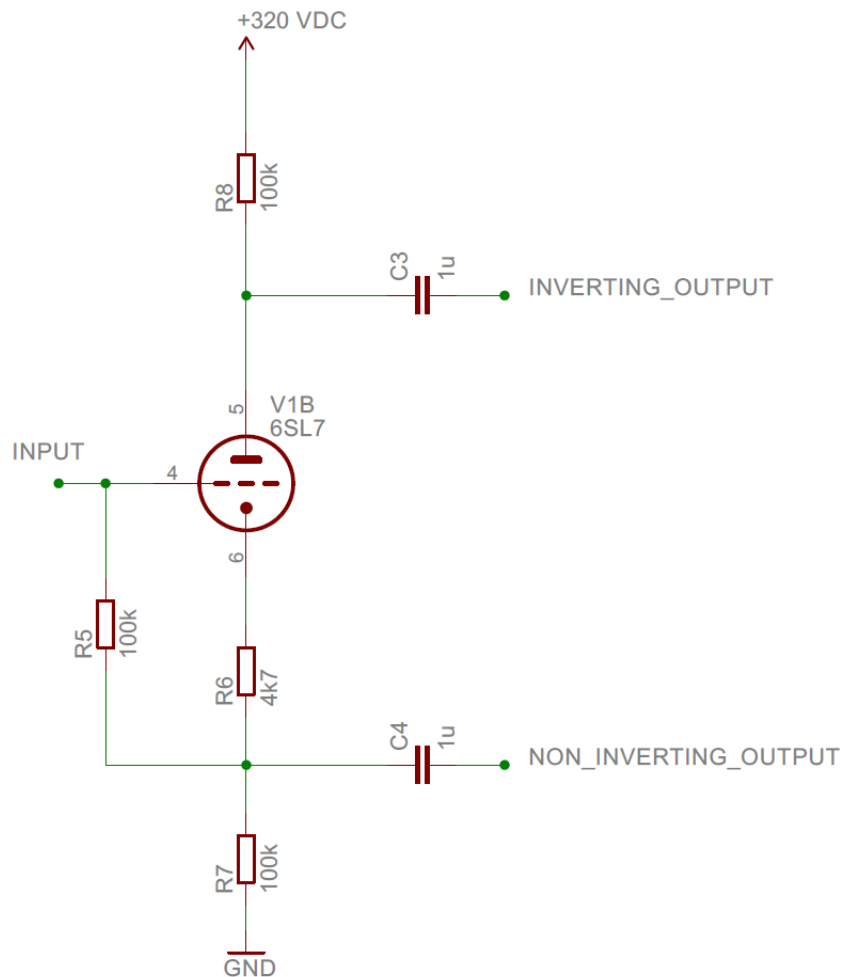 +320 VDC
R8
100k
C3
1u
INVERTING_OUTPUT
5
V1B
6SL7
INPUT
4
6
R5
100k
R6
4k7
C4
1u
NON_INVERTING_OUTPUT
R7
100k
GND